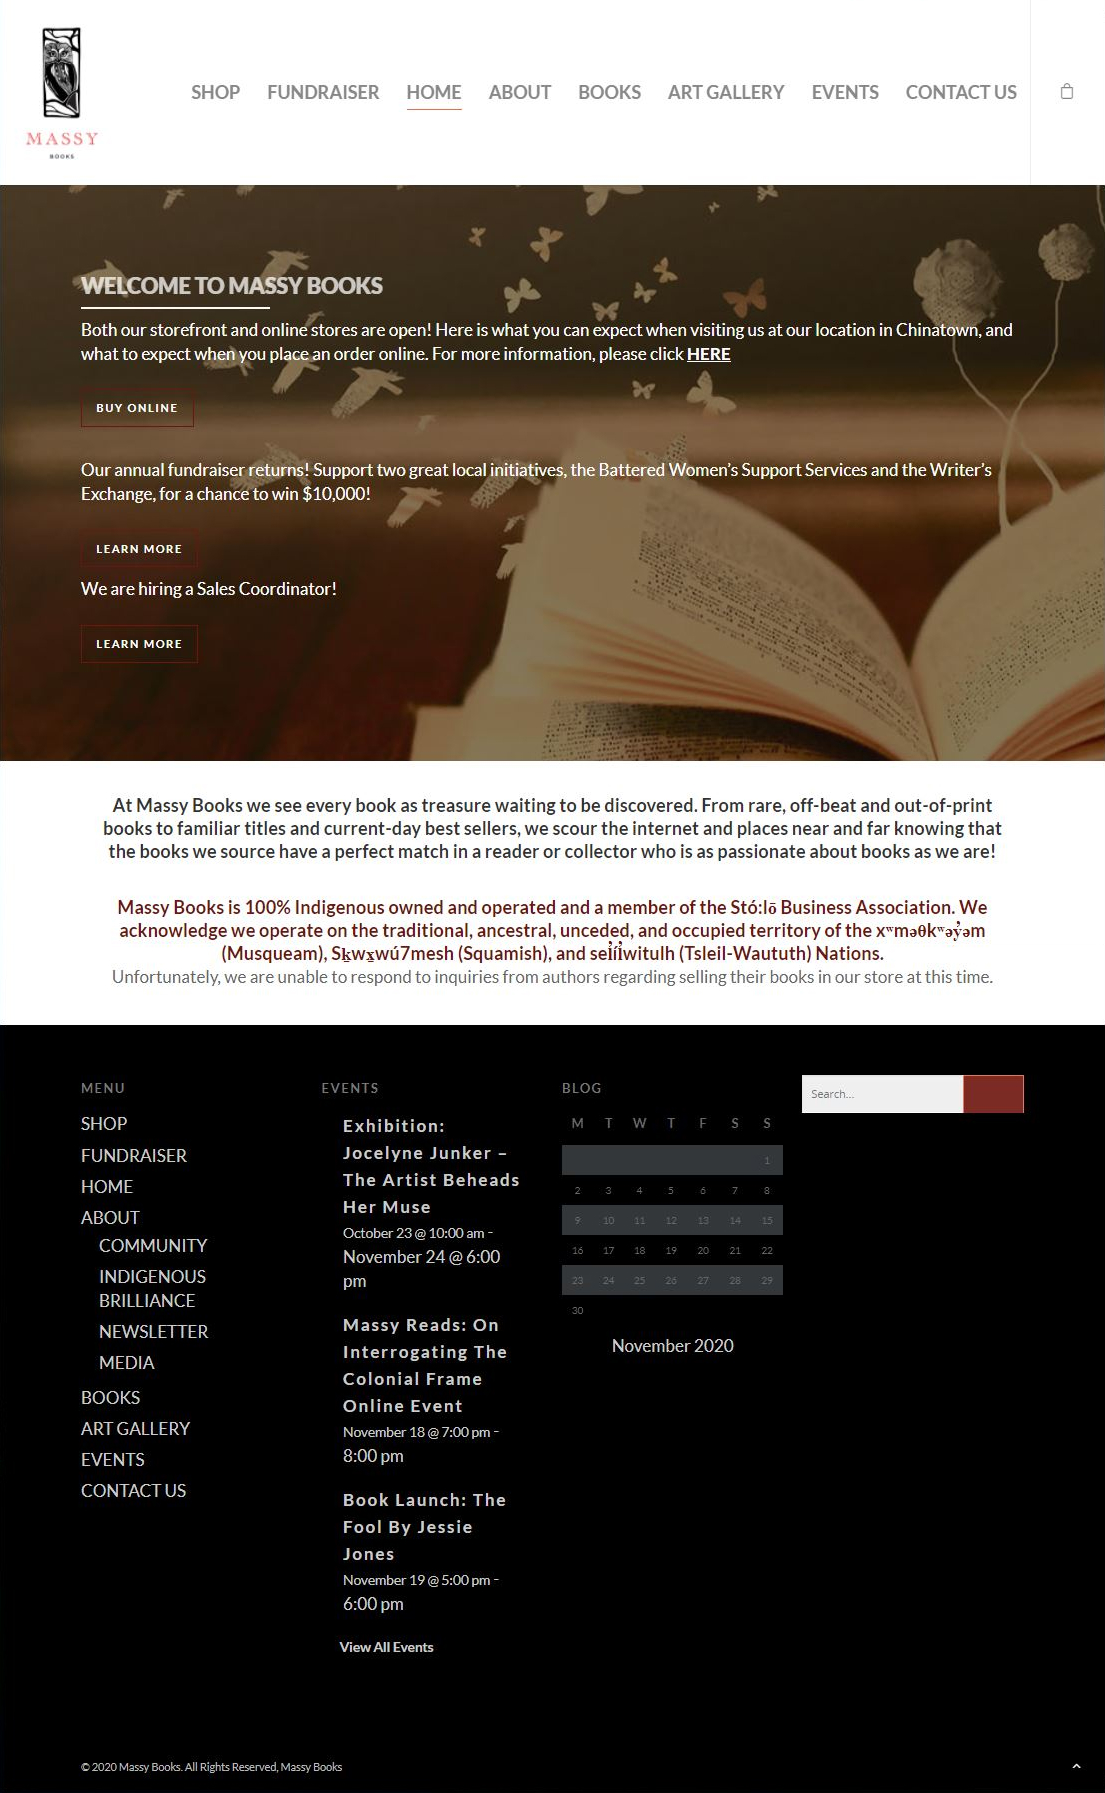 MASSY
BOOKS
SHOP
FUNDRAISER
HOME
ABOUT
BOOKS
ART GALLERY
EVENTS
CONTACT US
WELCOME TO MASSY BOOKS
Both our storefront and online stores are open! Here is what you can expect when visiting us at our location in Chinatown, and
what to expect when you place an order online. For more information, please click HERE
BUY ONLINE
Our annual fundraiser returns! Support two great local initiatives, the Battered Women's Support Services and the Writer's
Exchange, for a chance to win $10,000!
LEARN MORE
We are hiring a Sales Coordinator!
LEARN MORE
At Massy Books we see every book as treasure waiting to be discovered. From rare, off-beat and out-of-print
books to familiar titles and current-day best sellers, we scour the internet and places near and far knowing that
the books we source have a perfect match in a reader or collector who is as passionate about books as we are!
Massy Books is 100% Indigenous owned and operated and a member of the Stó:lō Business Association. We
acknowledge we operate on the traditional, ancestral, unceded, and occupied territory of the xʷməθkʷəy̓əm
(Musqueam), Sḵwx̱wú7mesh (Squamish), and sel̓íl̓witulh (Tsleil-Waututh) Nations.
Unfortunately, we are unable to respond to inquiries from authors regarding selling their books in our store at this time.
MENU
SHOP
FUNDRAISER
HOME
ABOUT
COMMUNITY
INDIGENOUS
BRILLIANCE
NEWSLETTER
MEDIA
BOOKS
ART GALLERY
EVENTS
CONTACT US
EVENTS
Exhibition:
Jocelyne Junker –
The Artist Beheads
Her Muse
October 23 @ 10:00 am -
November 24 @ 6:00
pm
Massy Reads: On
Interrogating The
Colonial Frame
Online Event
November 18 @ 7:00 pm -
8:00 pm
Book Launch: The
Fool By Jessie
Jones
November 19 @ 5:00 pm -
6:00 pm
View All Events
BLOG
M T W T F S S
1
2 3 4 5 6 7 8
9 10 11 12 13 14 15
16 17 18 19 20 21 22
23 24 25 26 27 28 29
30
November 2020
Search...
© 2020 Massy Books. All Rights Reserved, Massy Books